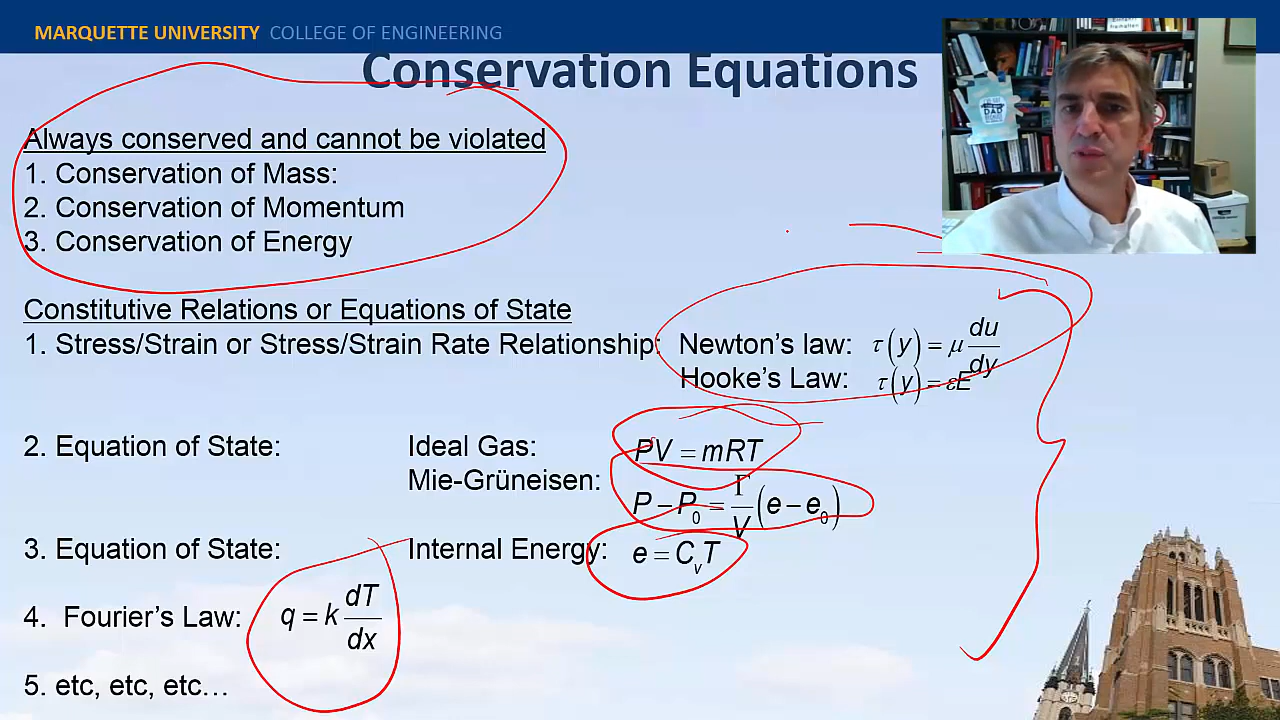 MARQUETTE UNIVERSITY COLLEGE OF ENGINEERING
Conservation Equations
Always conserved and cannot be violated
1. Conservation of Mass:
2. Conservation of Momentum
3. Conservation of Energy
Constitutive Relations or Equations of State
1. Stress/Strain or Stress/Strain Rate Relationship: Newton's law: τ(y) = μ du/dy
Hooke's Law: τ(y) = εE
2. Equation of State: Ideal Gas: PV = mRT
Mie-Grüneisen: P − P₀ = Γ/V (e − e₀)
3. Equation of State: Internal Energy: e = CᵥT
4. Fourier's Law: q = k dT/dx
5. etc, etc, etc…